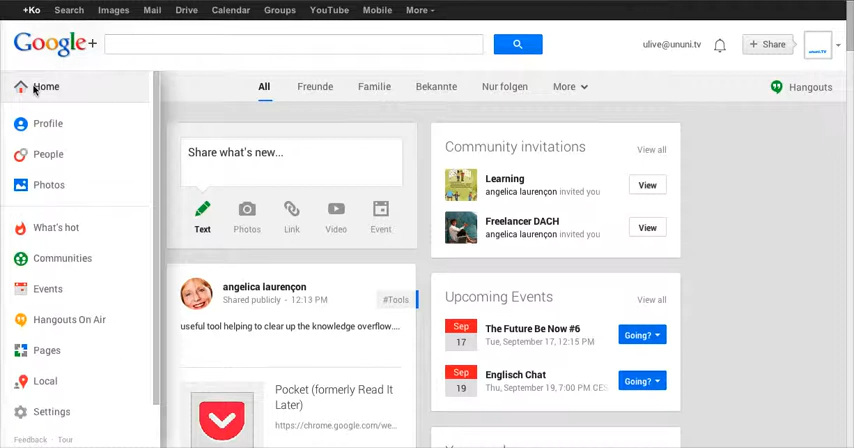 +Ko Search Images Mail Drive Calendar Groups YouTube Mobile More
Google+
ulive@ununi.tv
+ Share
ununi.TV
Home
Profile
People
Photos
What's hot
Communities
Events
Hangouts On Air
Pages
Local
Settings
Feedback · Tour
All Freunde Familie Bekannte Nur folgen More
Hangouts
Share what's new...
Text Photos Link Video Event
angelica laurençon
Shared publicly · 12:13 PM
#Tools
useful tool helping to clear up the knowledge overflow....
Pocket (formerly Read It
Later)
https://chrome.google.com/we...
Community invitations View all
Learning
angelica laurençon invited you
View
Freelancer DACH
angelica laurençon invited you
View
Upcoming Events View all
Sep
17
The Future Be Now #6
Tue, September 17, 12:15 PM
Going?
Sep
19
Englisch Chat
Thu, September 19, 7:00 PM CES
Going?